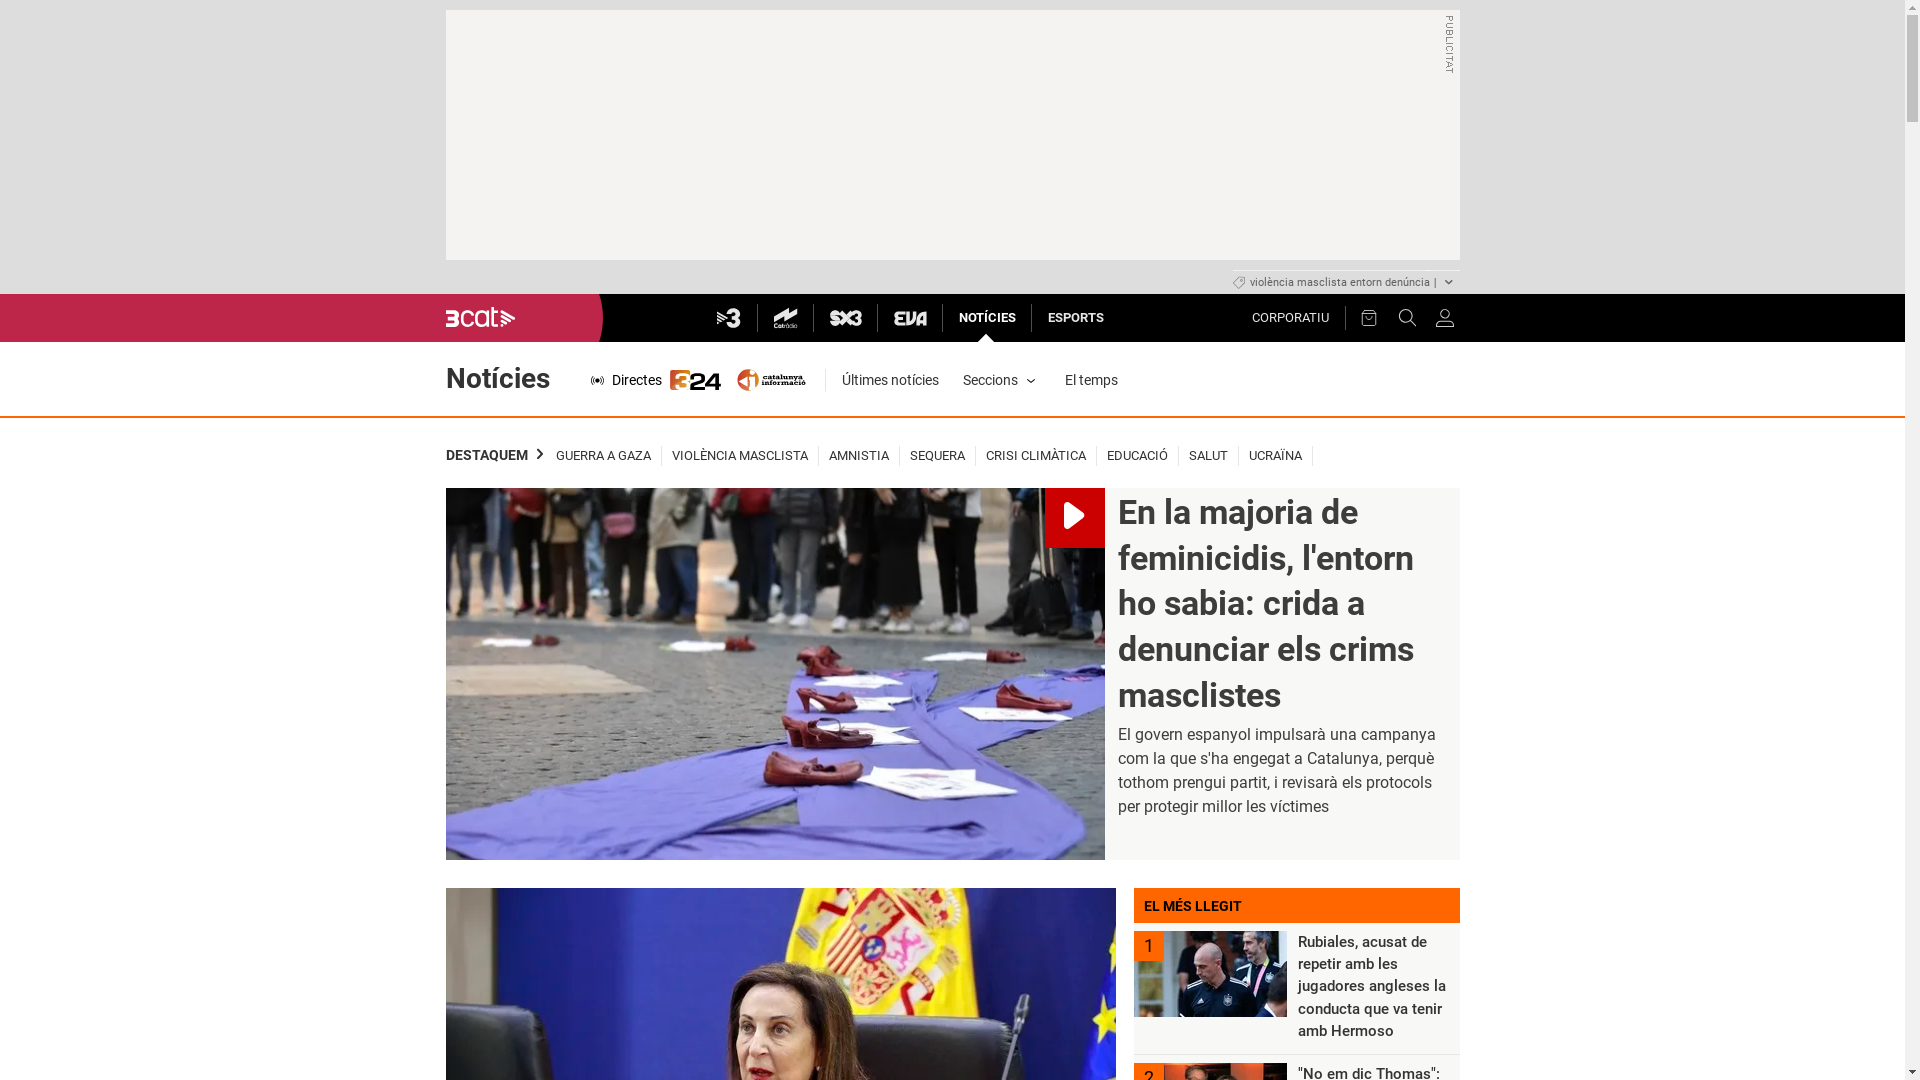 PUBLICITAT
violència masclista entorn denúncia |
3cat
3
Catràdio
SX3
EVA
NOTÍCIES
ESPORTS
CORPORATIU
Notícies
Directes
324
catalunya
informació
Últimes notícies
Seccions
El temps
DESTAQUEM
GUERRA A GAZA
VIOLÈNCIA MASCLISTA
AMNISTIA
SEQUERA
CRISI CLIMÀTICA
EDUCACIÓ
SALUT
UCRAÏNA
En la majoria de
feminicidis, l'entorn
ho sabia: crida a
denunciar els crims
masclistes
El govern espanyol impulsarà una campanya
com la que s'ha engegat a Catalunya, perquè
tothom prengui partit, i revisarà els protocols
per protegir millor les víctimes
EL MÉS LLEGIT
1
Rubiales, acusat de
repetir amb les
jugadores angleses la
conducta que va tenir
amb Hermoso
2
"No em dic Thomas":